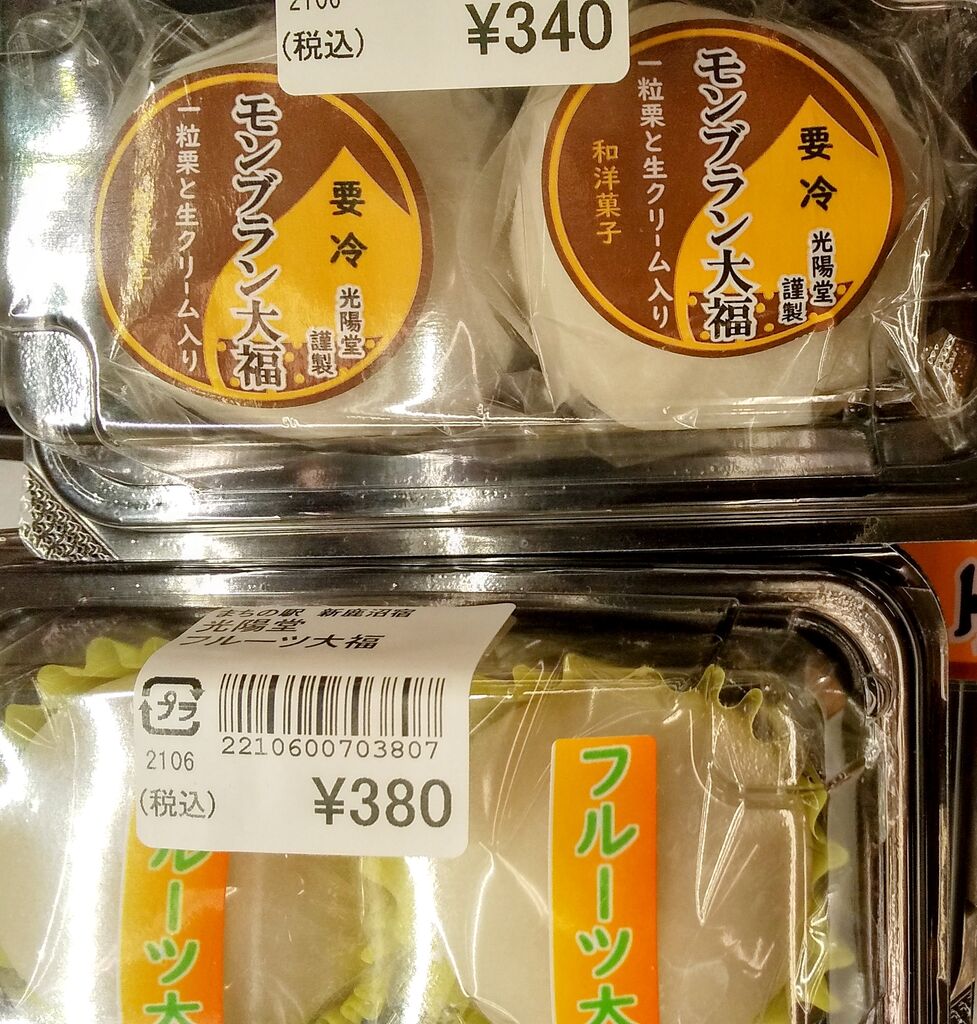 (税込) ¥340
要冷
光陽堂
謹製
モンブラン大福
一粒栗と生クリーム入り
要冷
光陽堂
謹製
モンブラン大福
一粒栗と生クリーム入り
和洋菓子
まちの駅 新鹿沼宿
光陽堂
フルーツ大福
プラ
2210600703807
2106
(税込) ¥380
ルーツ大
フルーツ大